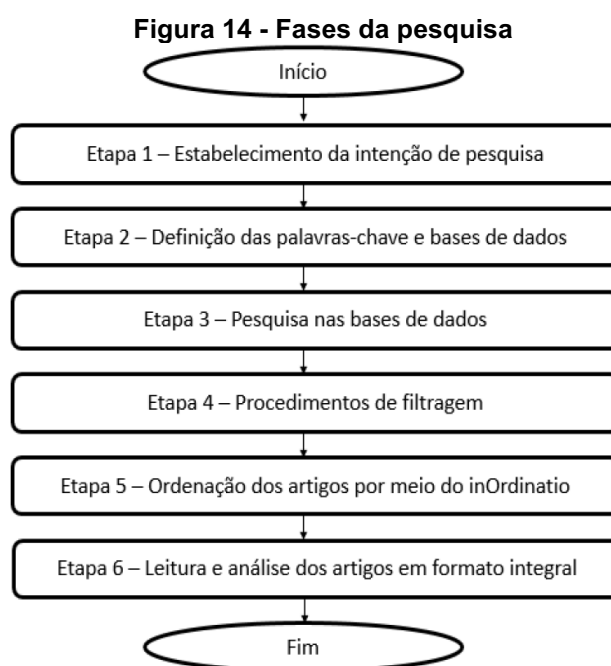 Figura 14 - Fases da pesquisa
Início
Etapa 1 – Estabelecimento da intenção de pesquisa
Etapa 2 – Definição das palavras-chave e bases de dados
Etapa 3 – Pesquisa nas bases de dados
Etapa 4 – Procedimentos de filtragem
Etapa 5 – Ordenação dos artigos por meio do inOrdinatio
Etapa 6 – Leitura e análise dos artigos em formato integral
Fim